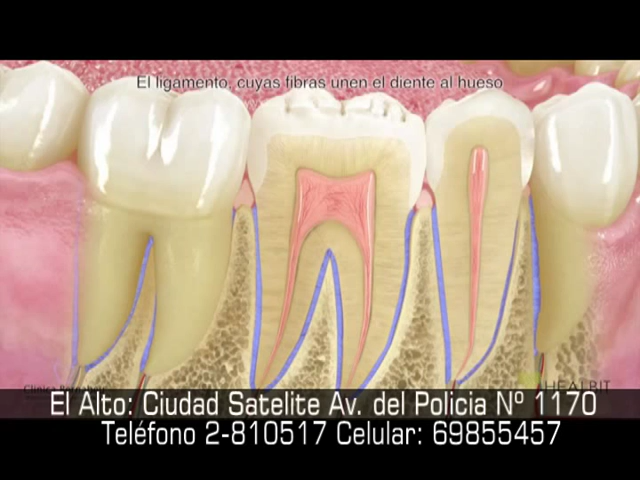 El ligamento, cuyas fibras unen el diente al hueso
HEALBIT
El Alto: Ciudad Satelite Av. del Policia Nº 1170
Teléfono 2-810517 Celular: 69855457